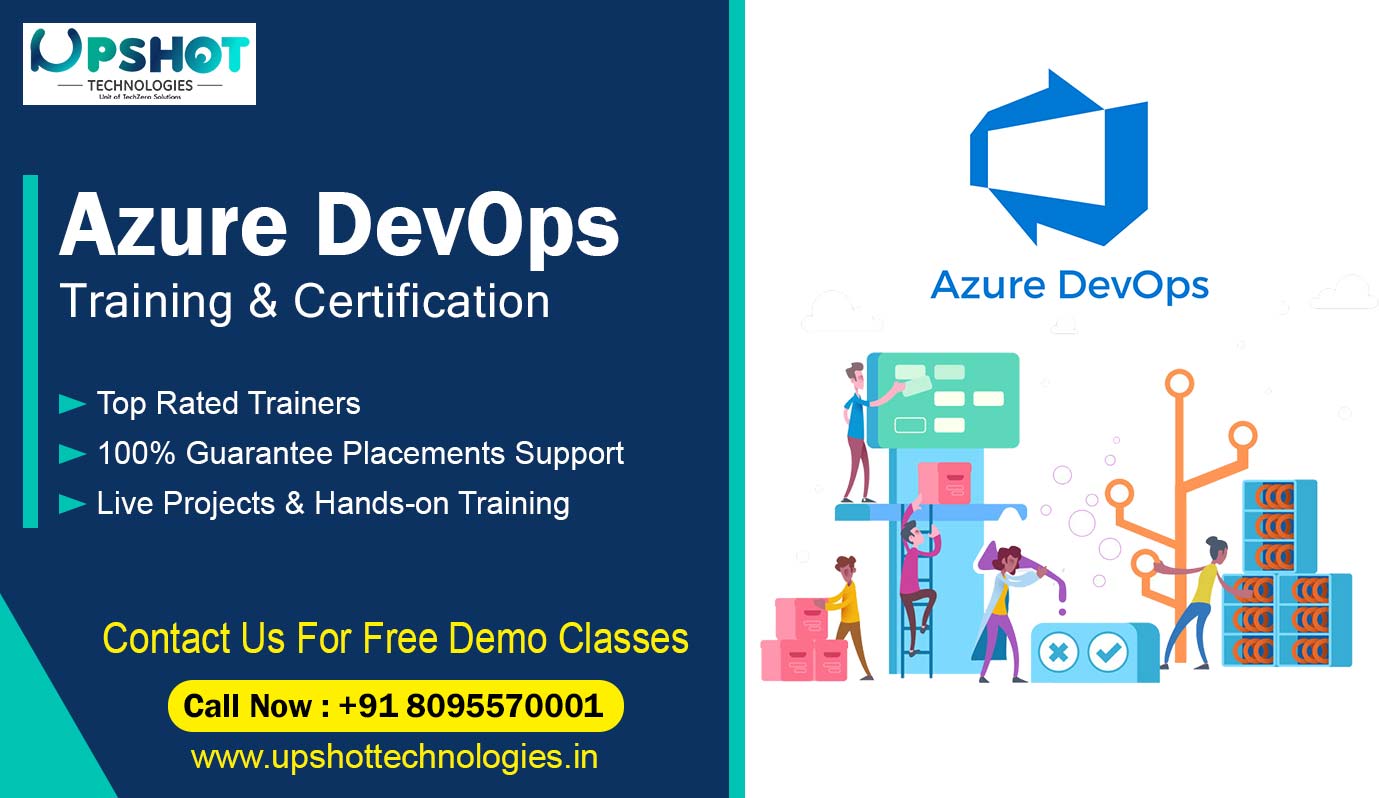 UPSHOT
TECHNOLOGIES
Unit of TechZero Solutions
Azure DevOps
Training & Certification
Top Rated Trainers
100% Guarantee Placements Support
Live Projects & Hands-on Training
Contact Us For Free Demo Classes
Call Now : +91 8095570001
www.upshottechnologies.in
Azure DevOps